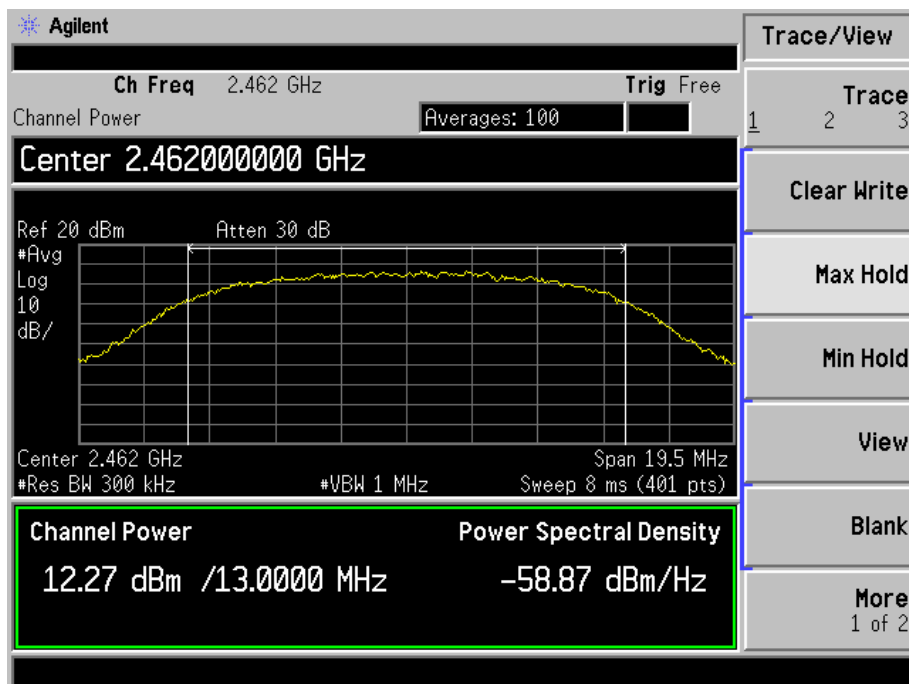 Agilent
Trace/View
Ch Freq 2.462 GHz Trig Free
Channel Power Averages: 100
Center 2.462000000 GHz
Ref 20 dBm Atten 30 dB
#Avg
Log
10
dB/
Center 2.462 GHz Span 19.5 MHz
#Res BW 300 kHz #VBW 1 MHz Sweep 8 ms (401 pts)
Channel Power Power Spectral Density
12.27 dBm /13.0000 MHz -58.87 dBm/Hz
Trace
1 2 3
Clear Write
Max Hold
Min Hold
View
Blank
More
1 of 2